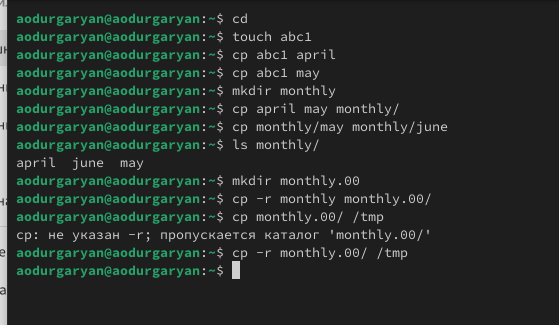 aodurgaryan@aodurgaryan:~$ cd
aodurgaryan@aodurgaryan:~$ touch abc1
aodurgaryan@aodurgaryan:~$ cp abc1 april
aodurgaryan@aodurgaryan:~$ cp abc1 may
aodurgaryan@aodurgaryan:~$ mkdir monthly
aodurgaryan@aodurgaryan:~$ cp april may monthly/
aodurgaryan@aodurgaryan:~$ cp monthly/may monthly/june
aodurgaryan@aodurgaryan:~$ ls monthly/
april  june  may
aodurgaryan@aodurgaryan:~$ mkdir monthly.00
aodurgaryan@aodurgaryan:~$ cp -r monthly monthly.00/
aodurgaryan@aodurgaryan:~$ cp monthly.00/ /tmp
cp: не указан -r; пропускается каталог 'monthly.00/'
aodurgaryan@aodurgaryan:~$ cp -r monthly.00/ /tmp
aodurgaryan@aodurgaryan:~$